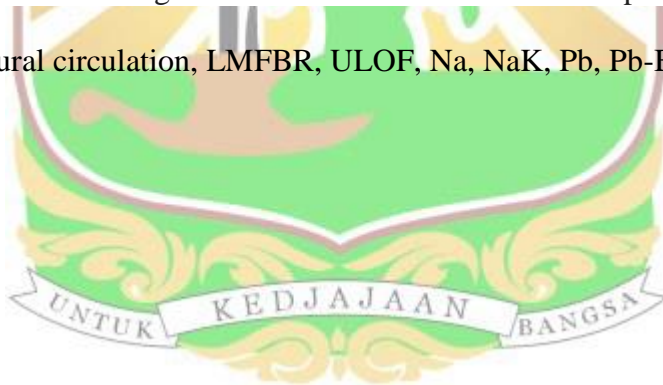 ural circulation, LMFBR, ULOF, Na, NaK, Pb, Pb-
UNTUK KEDJAJAAN BANGSA